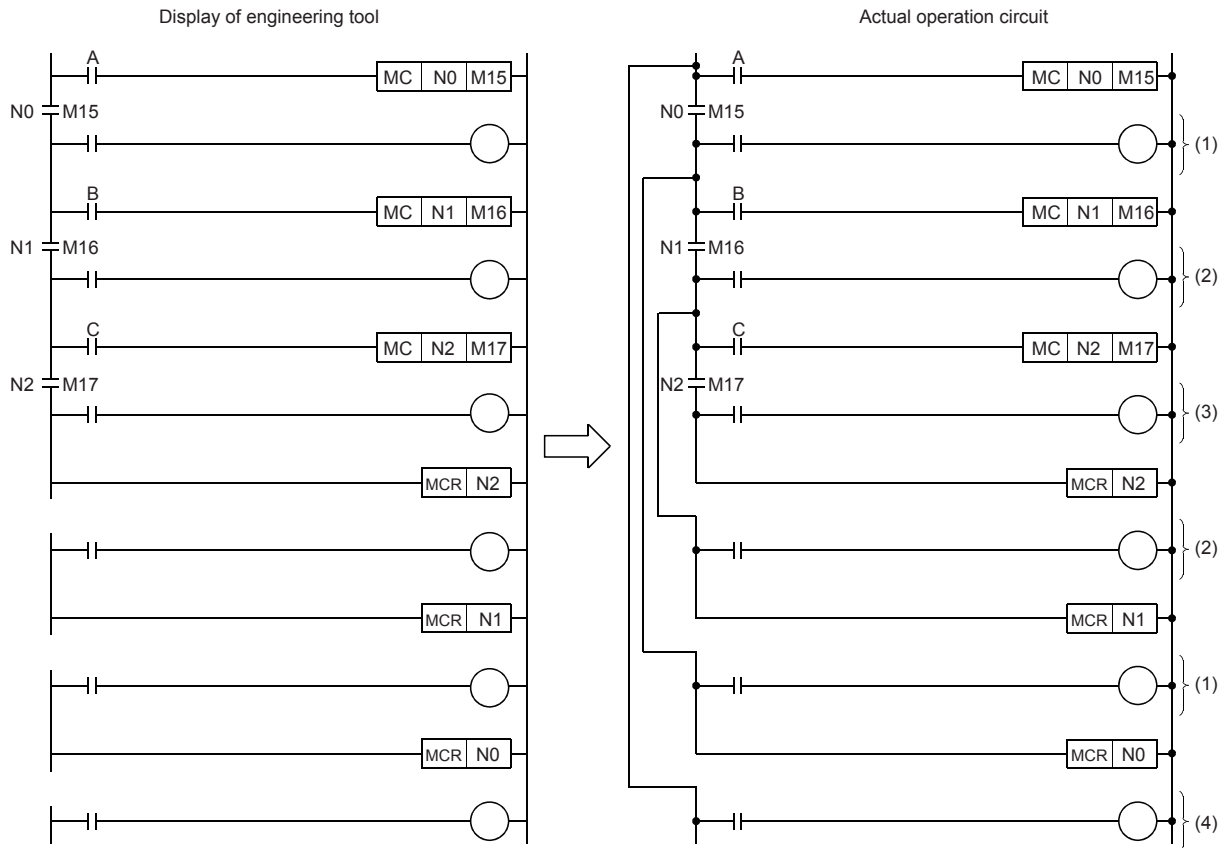 Display of engineering tool
Actual operation circuit
A
MC N0 M15
A
MC N0 M15
N0 M15
N0 M15
(1)
B
MC N1 M16
B
MC N1 M16
N1 M16
N1 M16
(2)
C
MC N2 M17
C
MC N2 M17
N2 M17
N2 M17
(3)
MCR N2
MCR N2
(2)
MCR N1
MCR N1
(1)
MCR N0
MCR N0
(4)